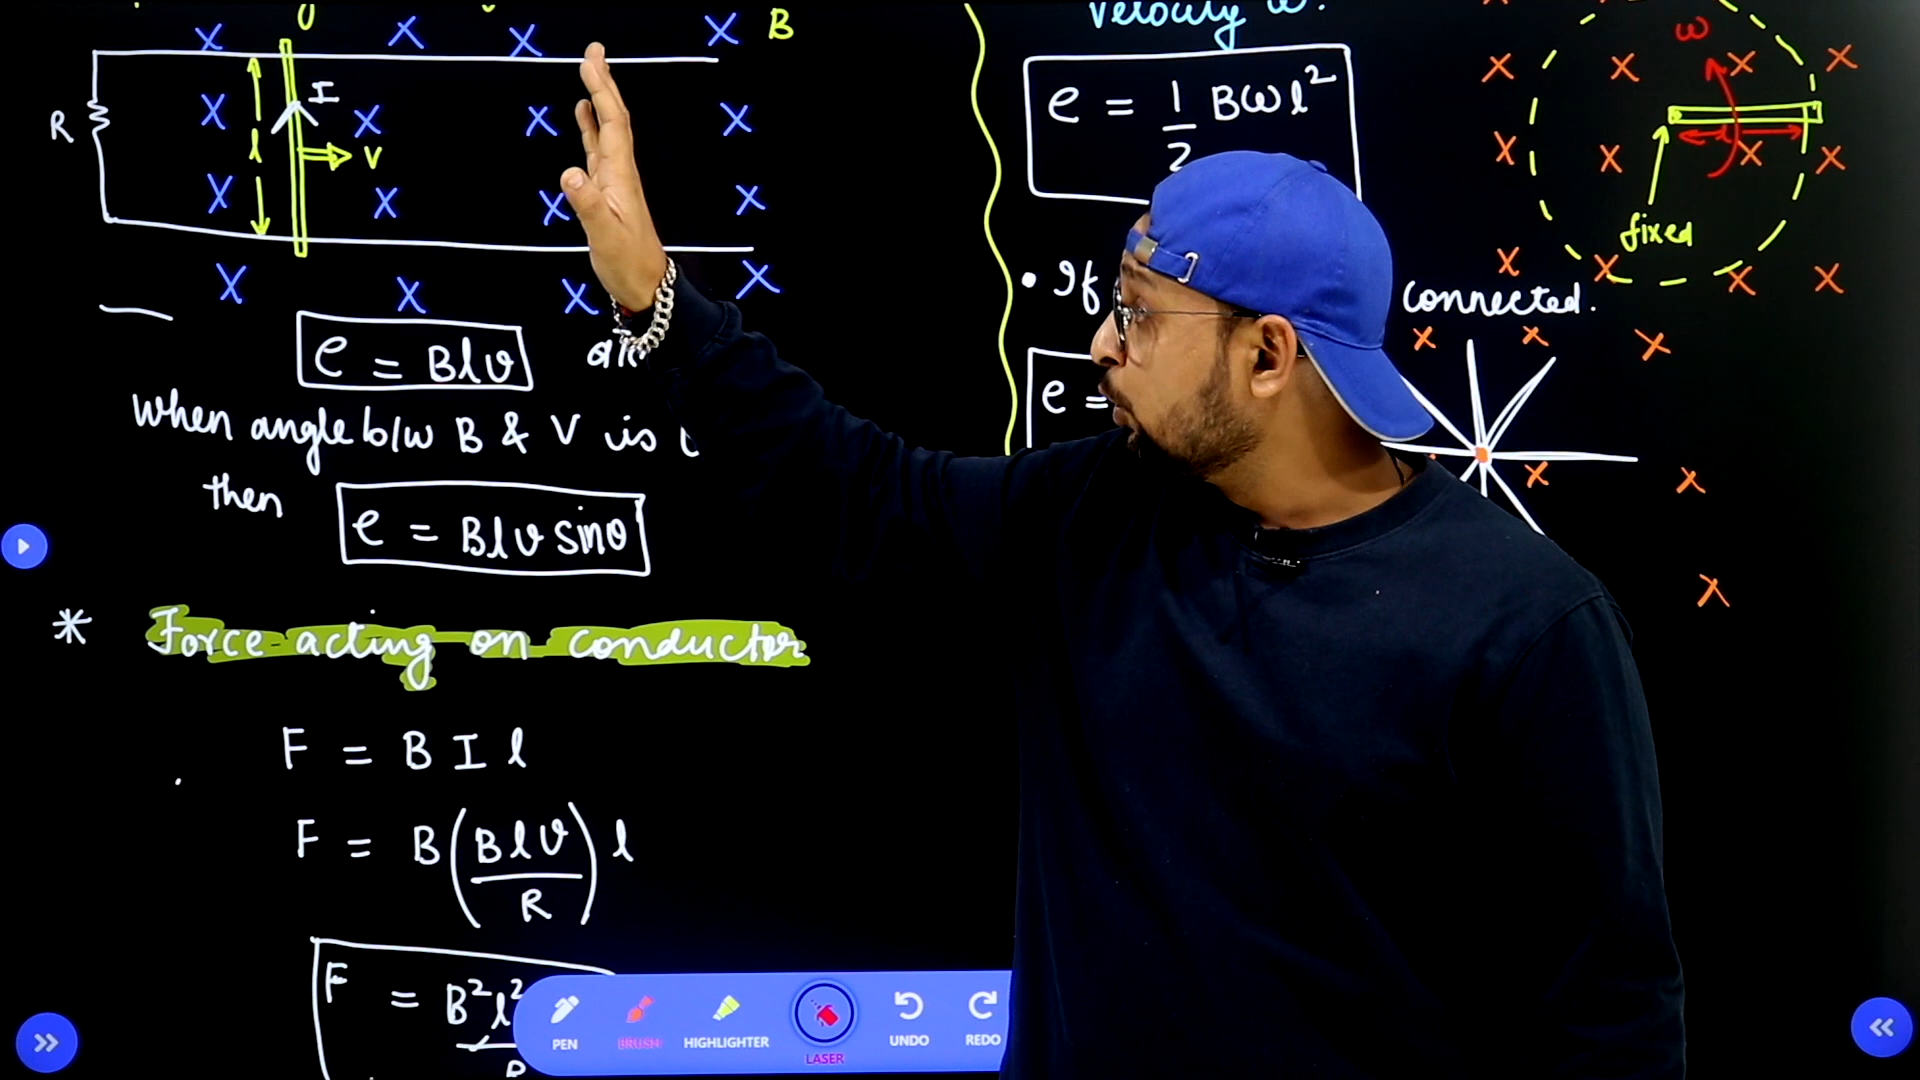 B
R
I
l
V
e = Blv
When angle b/w B & V is
then
e = Blv sinθ
* Force acting on conductor
F = B I l
F = B (Blv / R) l
F = B²l²
R
Velocity ω.
e = 1/2 Bωl²
• If
connected.
e =
ω
l
fixed
PEN
BRUSH
HIGHLIGHTER
LASER
UNDO
REDO